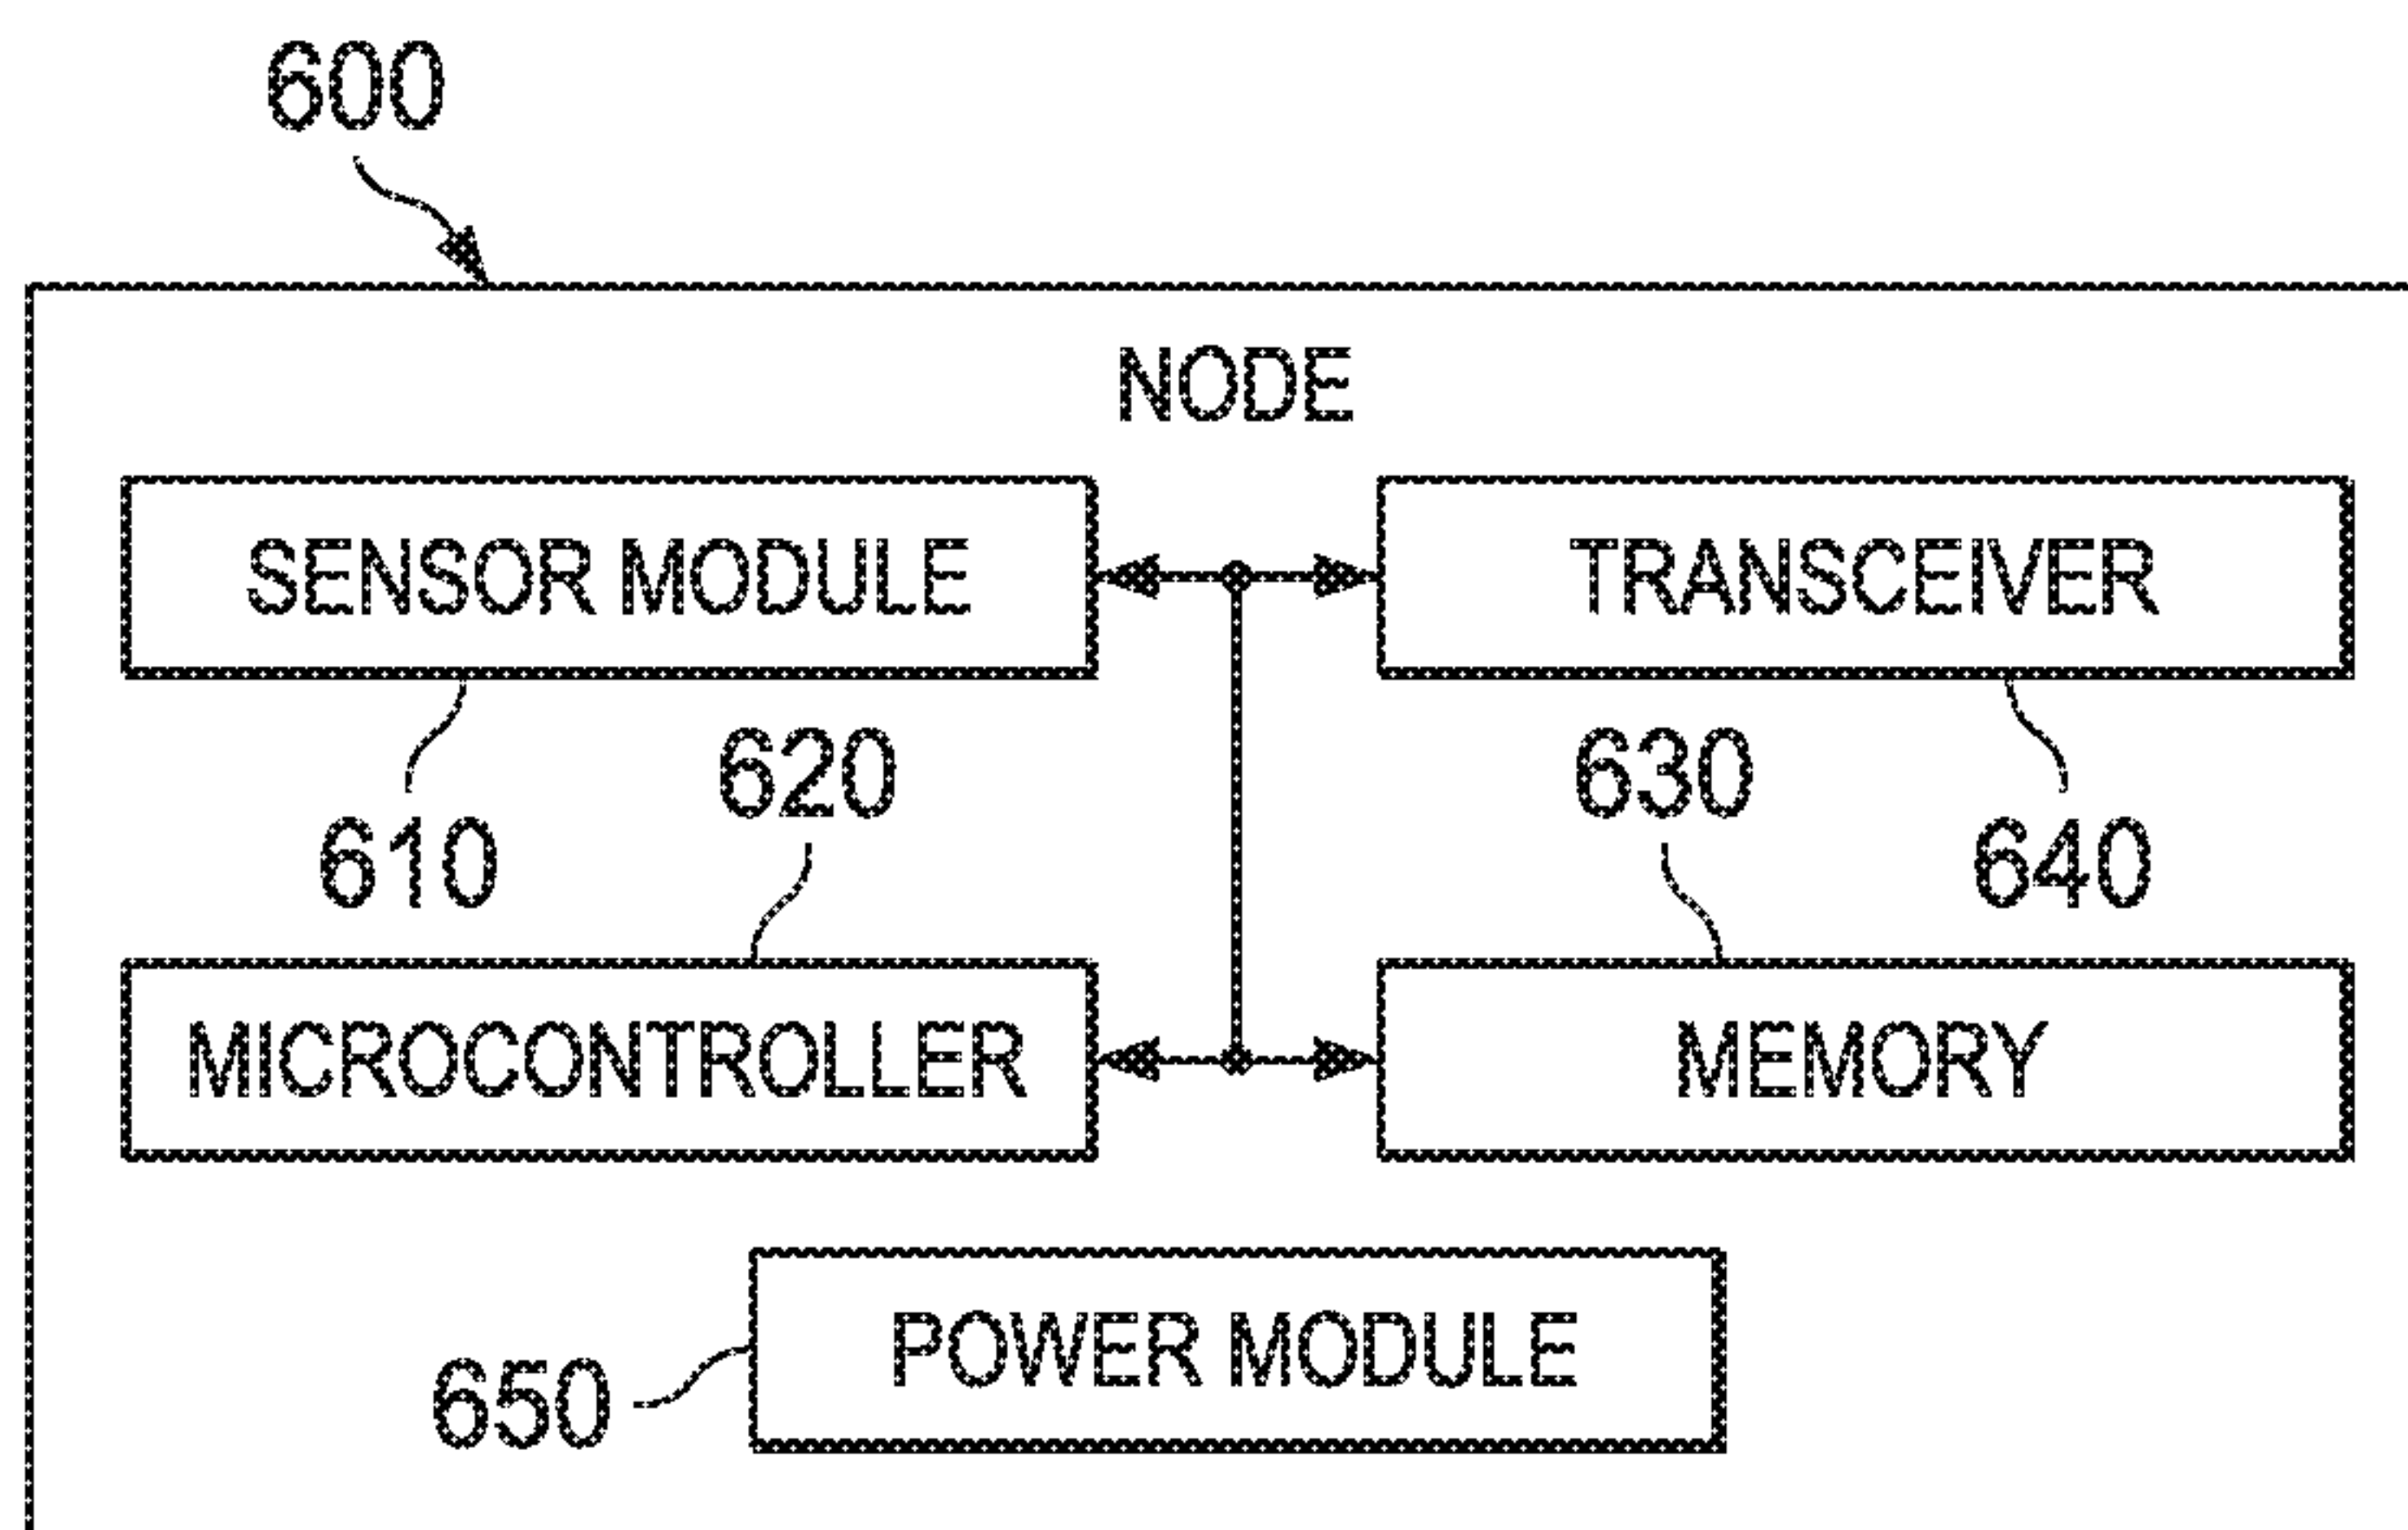 600
NODE
SENSOR MODULE
TRANSCEIVER
610
620
630
640
MICROCONTROLLER
MEMORY
POWER MODULE
650